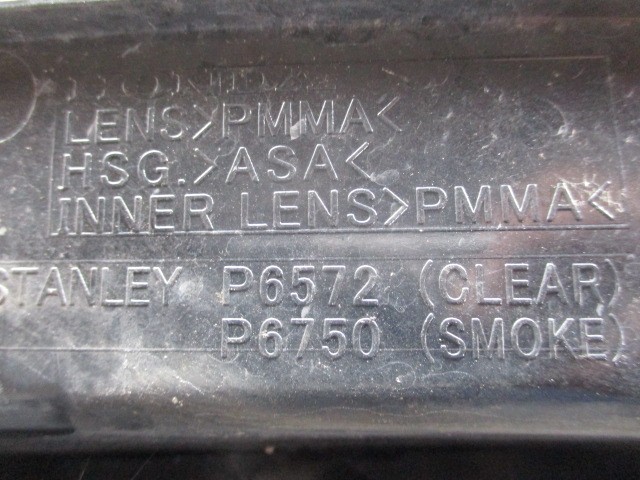 LENS>PMMA<
HSG.>ASA<
INNER LENS>PMMA<
STANLEY P6572 (CLEAR)
P6750 (SMOKE)